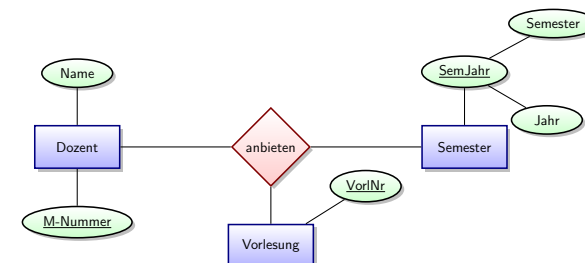 Semester
Name
SemJahr
Jahr
Dozent
anbieten
Semester
VorlNr
M-Nummer
Vorlesung